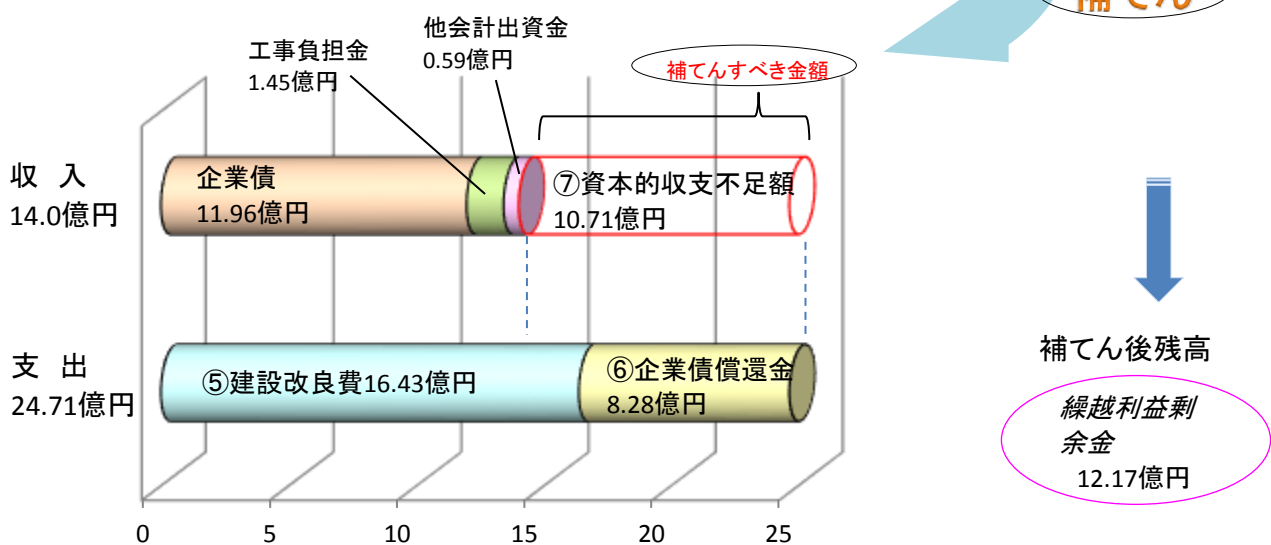 補てん
他会計出資金
0.59億円
工事負担金
1.45億円
補てんすべき金額
収 入
14.0億円
企業債
11.96億円
⑦資本的収支不足額
10.71億円
支 出
24.71億円
⑤建設改良費16.43億円
⑥企業債償還金
8.28億円
補てん後残高
繰越利益剰
余金
12.17億円
0 5 10 15 20 25